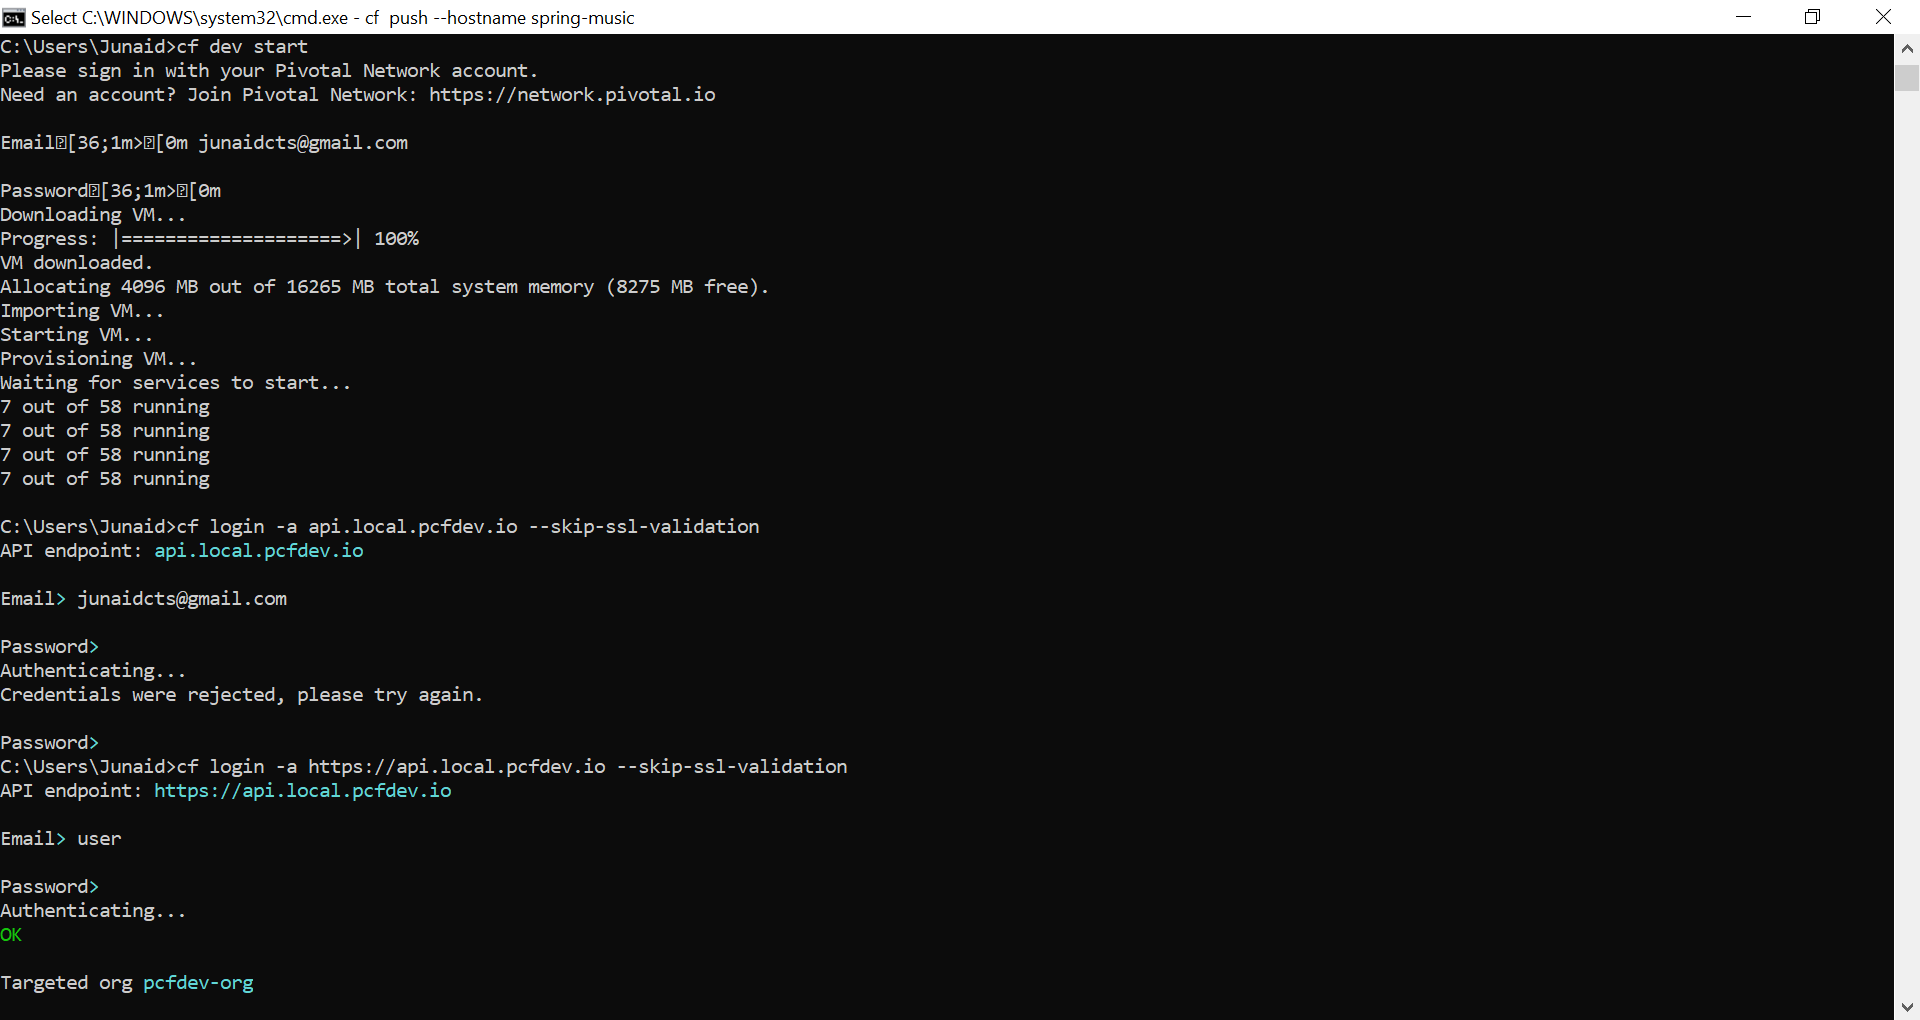 Select C:\WINDOWS\system32\cmd.exe - cf  push --hostname spring-music
C:\Users\Junaid>cf dev start
Please sign in with your Pivotal Network account.
Need an account? Join Pivotal Network: https://network.pivotal.io
Email⍰[36;1m>⍰[0m junaidcts@gmail.com
Password⍰[36;1m>⍰[0m
Downloading VM...
Progress: |====================>| 100%
VM downloaded.
Allocating 4096 MB out of 16265 MB total system memory (8275 MB free).
Importing VM...
Starting VM...
Provisioning VM...
Waiting for services to start...
7 out of 58 running
7 out of 58 running
7 out of 58 running
7 out of 58 running
C:\Users\Junaid>cf login -a api.local.pcfdev.io --skip-ssl-validation
API endpoint: api.local.pcfdev.io
Email> junaidcts@gmail.com
Password>
Authenticating...
Credentials were rejected, please try again.
Password>
C:\Users\Junaid>cf login -a https://api.local.pcfdev.io --skip-ssl-validation
API endpoint: https://api.local.pcfdev.io
Email> user
Password>
Authenticating...
OK
Targeted org pcfdev-org